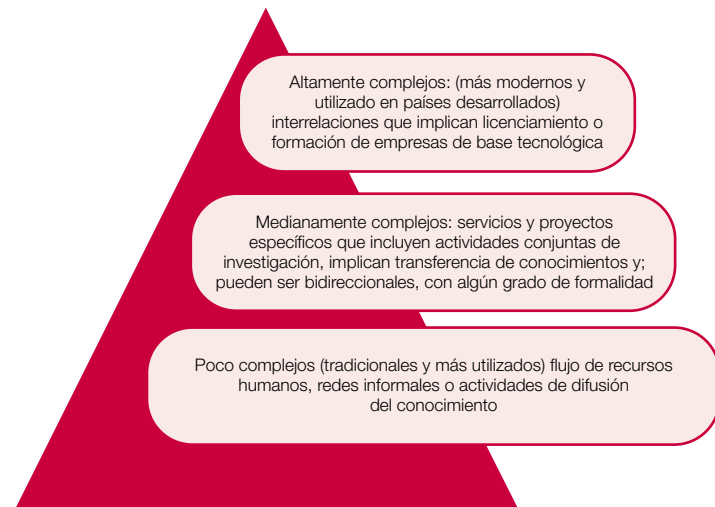 Altamente complejos: (más modernos y
utilizado en países desarrollados)
interrelaciones que implican licenciamiento o
formación de empresas de base tecnológica
Medianamente complejos: servicios y proyectos
específicos que incluyen actividades conjuntas de
investigación, implican transferencia de conocimientos y;
pueden ser bidireccionales, con algún grado de formalidad
Poco complejos (tradicionales y más utilizados) flujo de recursos
humanos, redes informales o actividades de difusión
del conocimiento